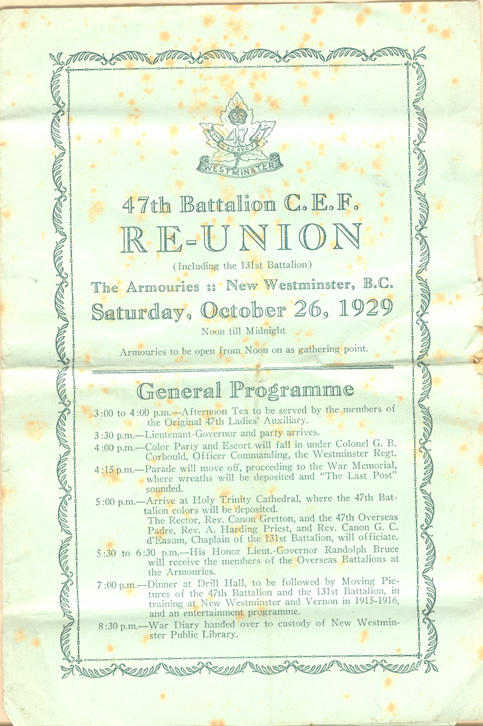 47
WESTMINSTER
47th Battalion C.E.F.
RE-UNION
(Including the 131st Battalion)
The Armouries :: New Westminster, B.C.
Saturday, October 26, 1929
Noon till Midnight
Armouries to be open from Noon on as gathering point.
General Programme
3:00 to 4:00 p.m.—Afternoon Tea to be served by the members of
the Original 47th Ladies' Auxiliary.
3:30 p.m.—Lieutenant-Governor and party arrives.
4:00 p.m.—Color Party and Escort will fall in under Colonel G. B.
Corbould, Officer Commanding, the Westminster Regt.
4:15 p.m.—Parade will move off, proceeding to the War Memorial,
where wreaths will be deposited and "The Last Post"
sounded.
5:00 p.m.—Arrive at Holy Trinity Cathedral, where the 47th Bat-
talion colors will be deposited.
The Rector, Rev. Canon Gretton, and the 47th Overseas
Padre, Rev. A. Harding Priest, and Rev. Canon G. C.
d'Easum, Chaplain of the 131st Battalion, will officiate.
5:30 to 6:30 p.m.—His Honor Lieut.-Governor Randolph Bruce
will receive the members of the Overseas Battalions at
the Armouries.
7:00 p.m.—Dinner at Drill Hall, to be followed by Moving Pic-
tures of the 47th Battalion and the 131st Battalion, in
training at New Westminster and Vernon in 1915-1916,
and an entertainment programme.
8:30 p.m.—War Diary handed over to custody of New Westmin-
ster Public Library.